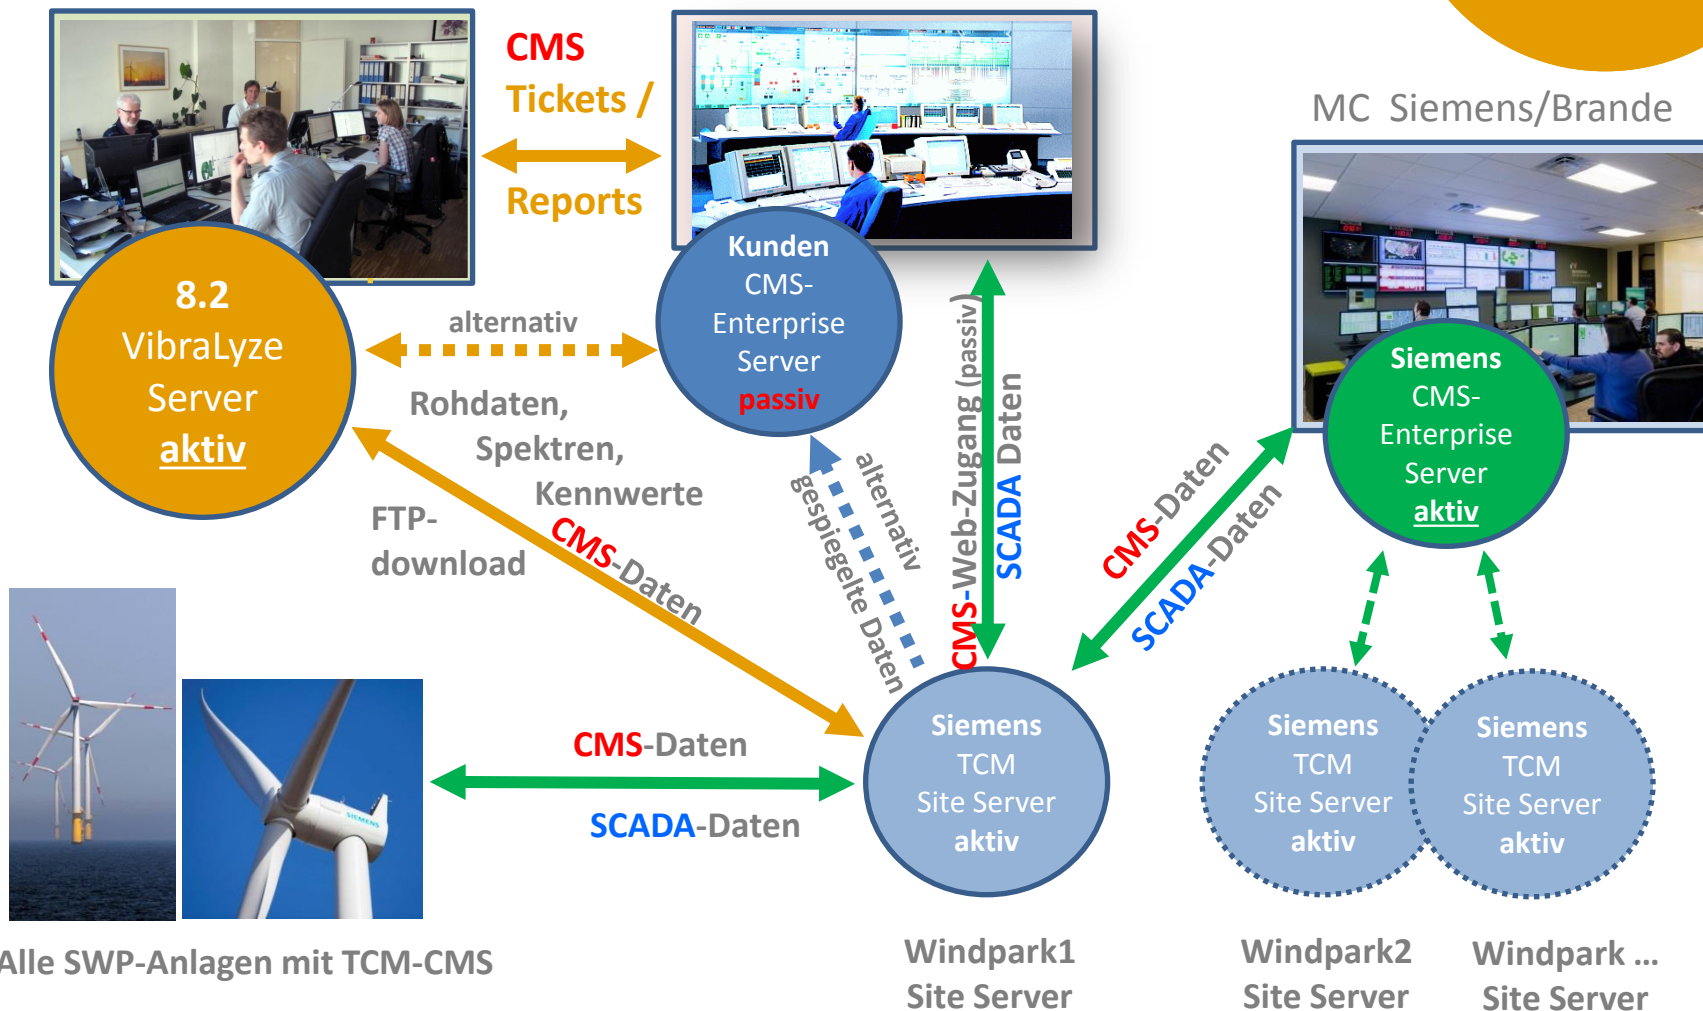 CMS
Tickets /
Reports
MC Siemens/Brande
8.2
VibraLyze
Server
aktiv
alternativ
Kunden
CMS-
Enterprise
Server
passiv
Siemens
CMS-
Enterprise
Server
aktiv
Rohdaten,
Spektren,
Kennwerte
FTP-
download
CMS-Daten
alternativ
gespiegelte Daten
CMS-Web-Zugang (passiv)
SCADA Daten
CMS-Daten
SCADA-Daten
CMS-Daten
SCADA-Daten
SIEMENS
Siemens
TCM
Site Server
aktiv
Siemens
TCM
Site Server
aktiv
Siemens
TCM
Site Server
aktiv
Alle SWP-Anlagen mit TCM-CMS
Windpark1
Site Server
Windpark2
Site Server
Windpark ...
Site Server